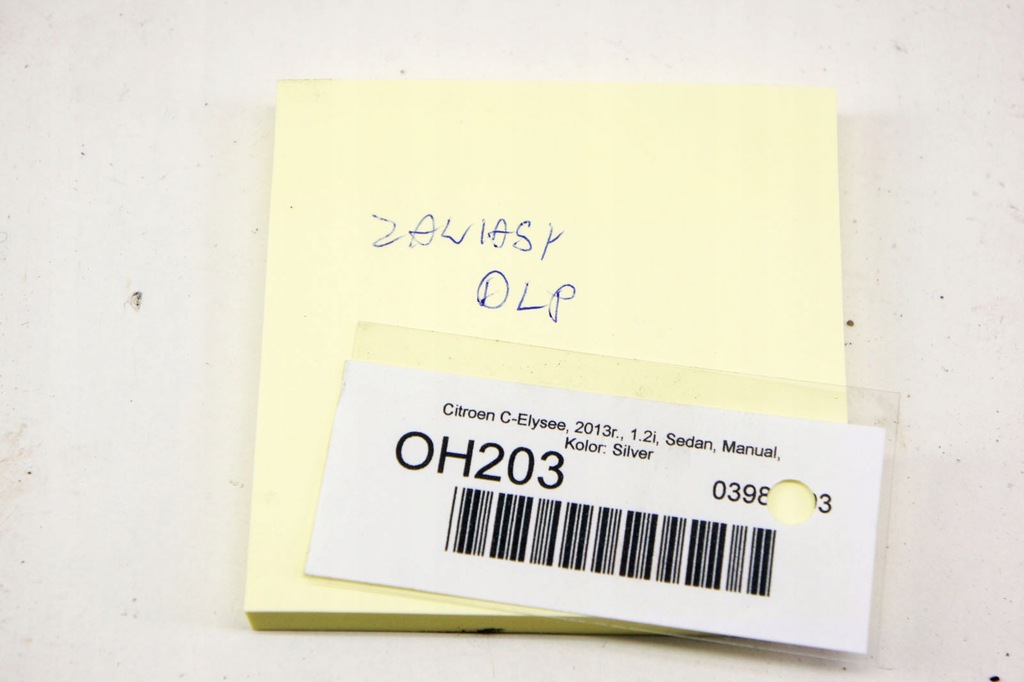 ZAWIASY
DLP
Citroen C-Elysee, 2013r., 1.2i, Sedan, Manual,
Kolor: Silver
OH203